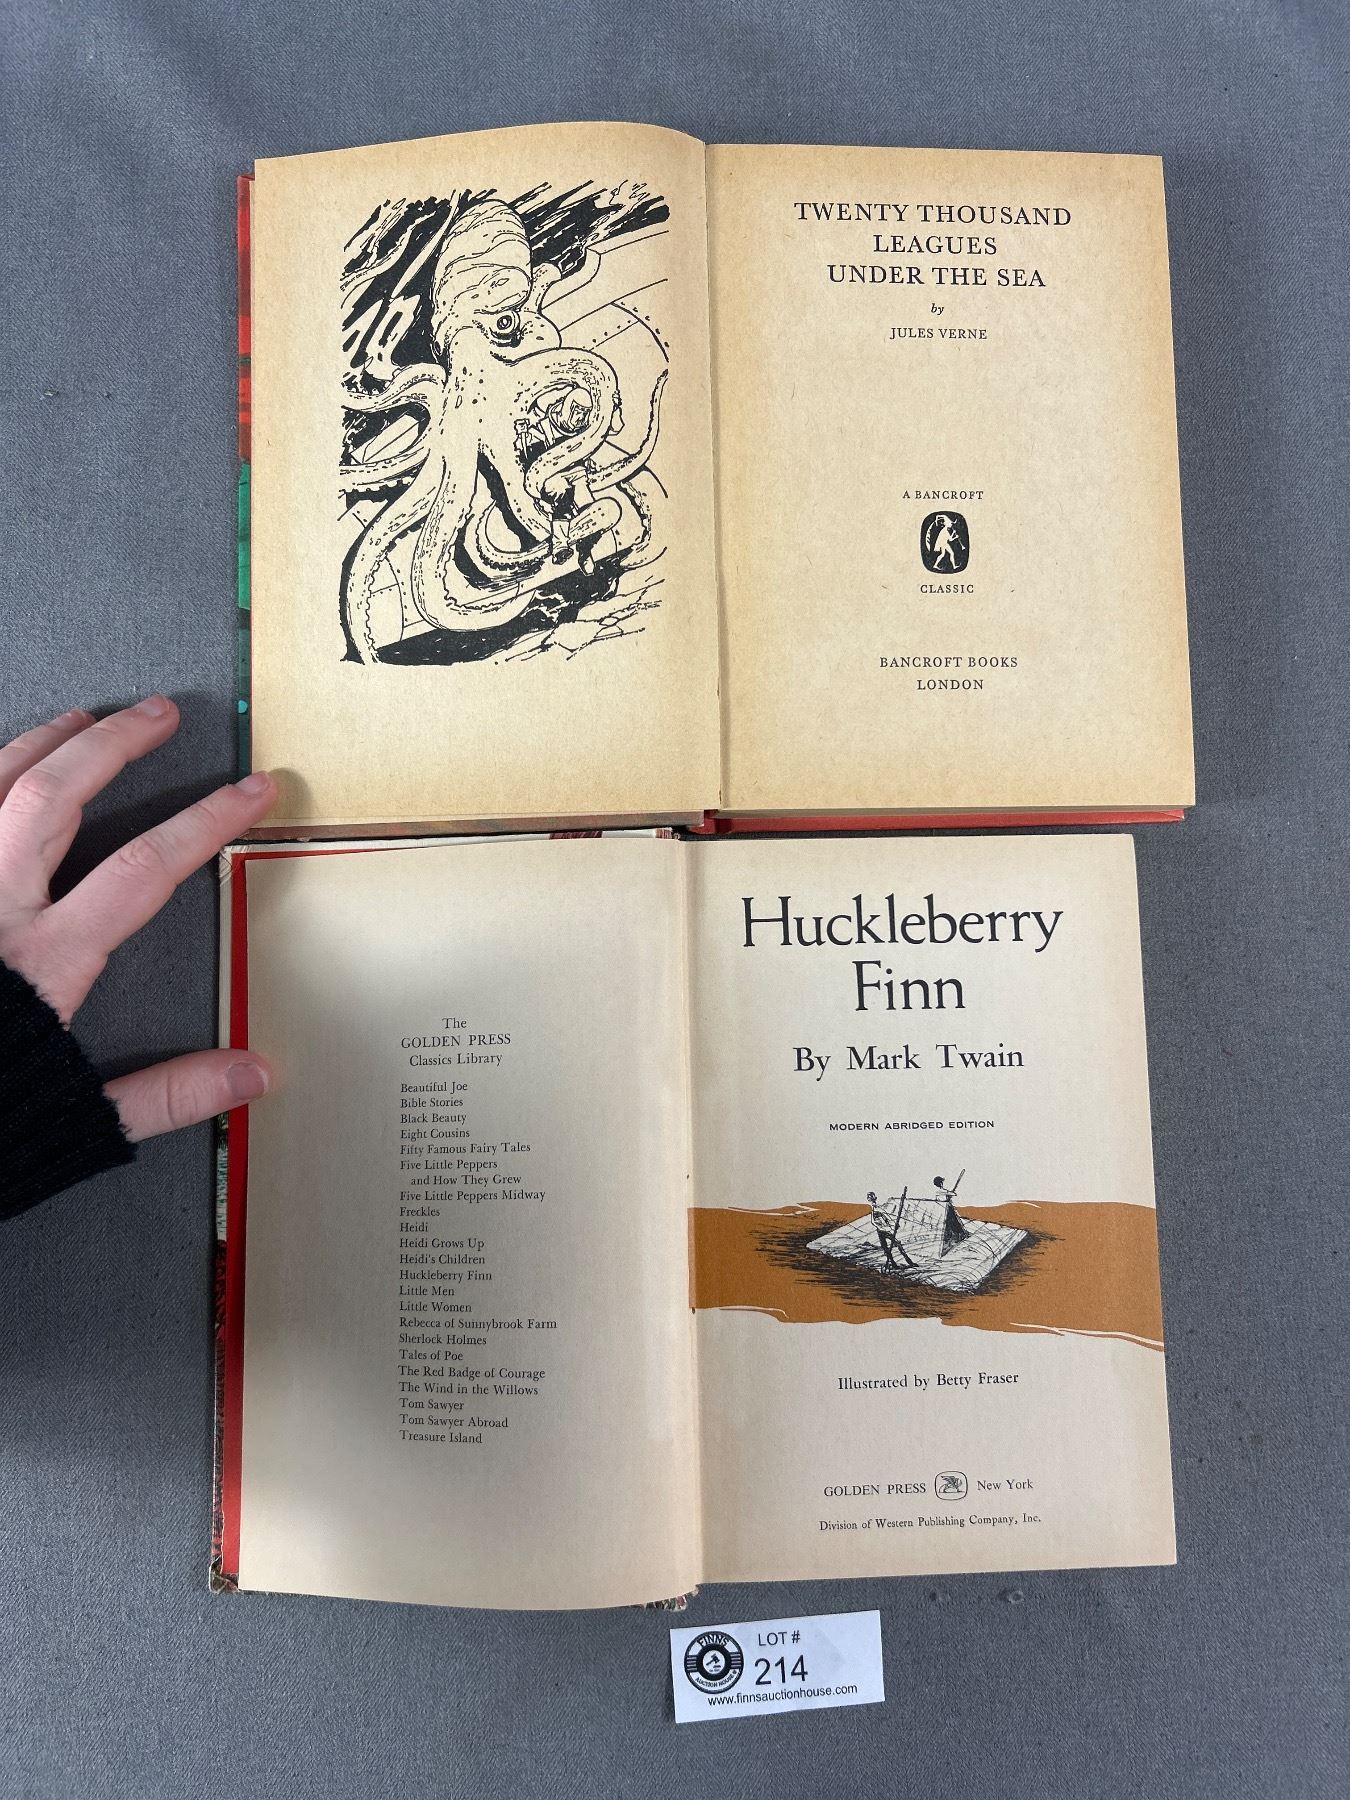 TWENTY THOUSAND
LEAGUES
UNDER THE SEA
by
JULES VERNE
A BANCROFT
CLASSIC
BANCROFT BOOKS
LONDON
The
GOLDEN PRESS
Classics Library
Beautiful Joe
Bible Stories
Black Beauty
Eight Cousins
Fifty Famous Fairy Tales
Five Little Peppers
and How They Grew
Five Little Peppers Midway
Freckles
Heidi
Heidi Grows Up
Heidi's Children
Huckleberry Finn
Little Men
Little Women
Rebecca of Sunnybrook Farm
Sherlock Holmes
Tales of Poe
The Red Badge of Courage
The Wind in the Willows
Tom Sawyer
Tom Sawyer Abroad
Treasure Island
Huckleberry
Finn
By Mark Twain
MODERN ABRIDGED EDITION
Illustrated by Betty Fraser
GOLDEN PRESS New York
Division of Western Publishing Company, Inc.
FINNS
AUCTION HOUSE
LOT #
214
www.finnsauctionhouse.com